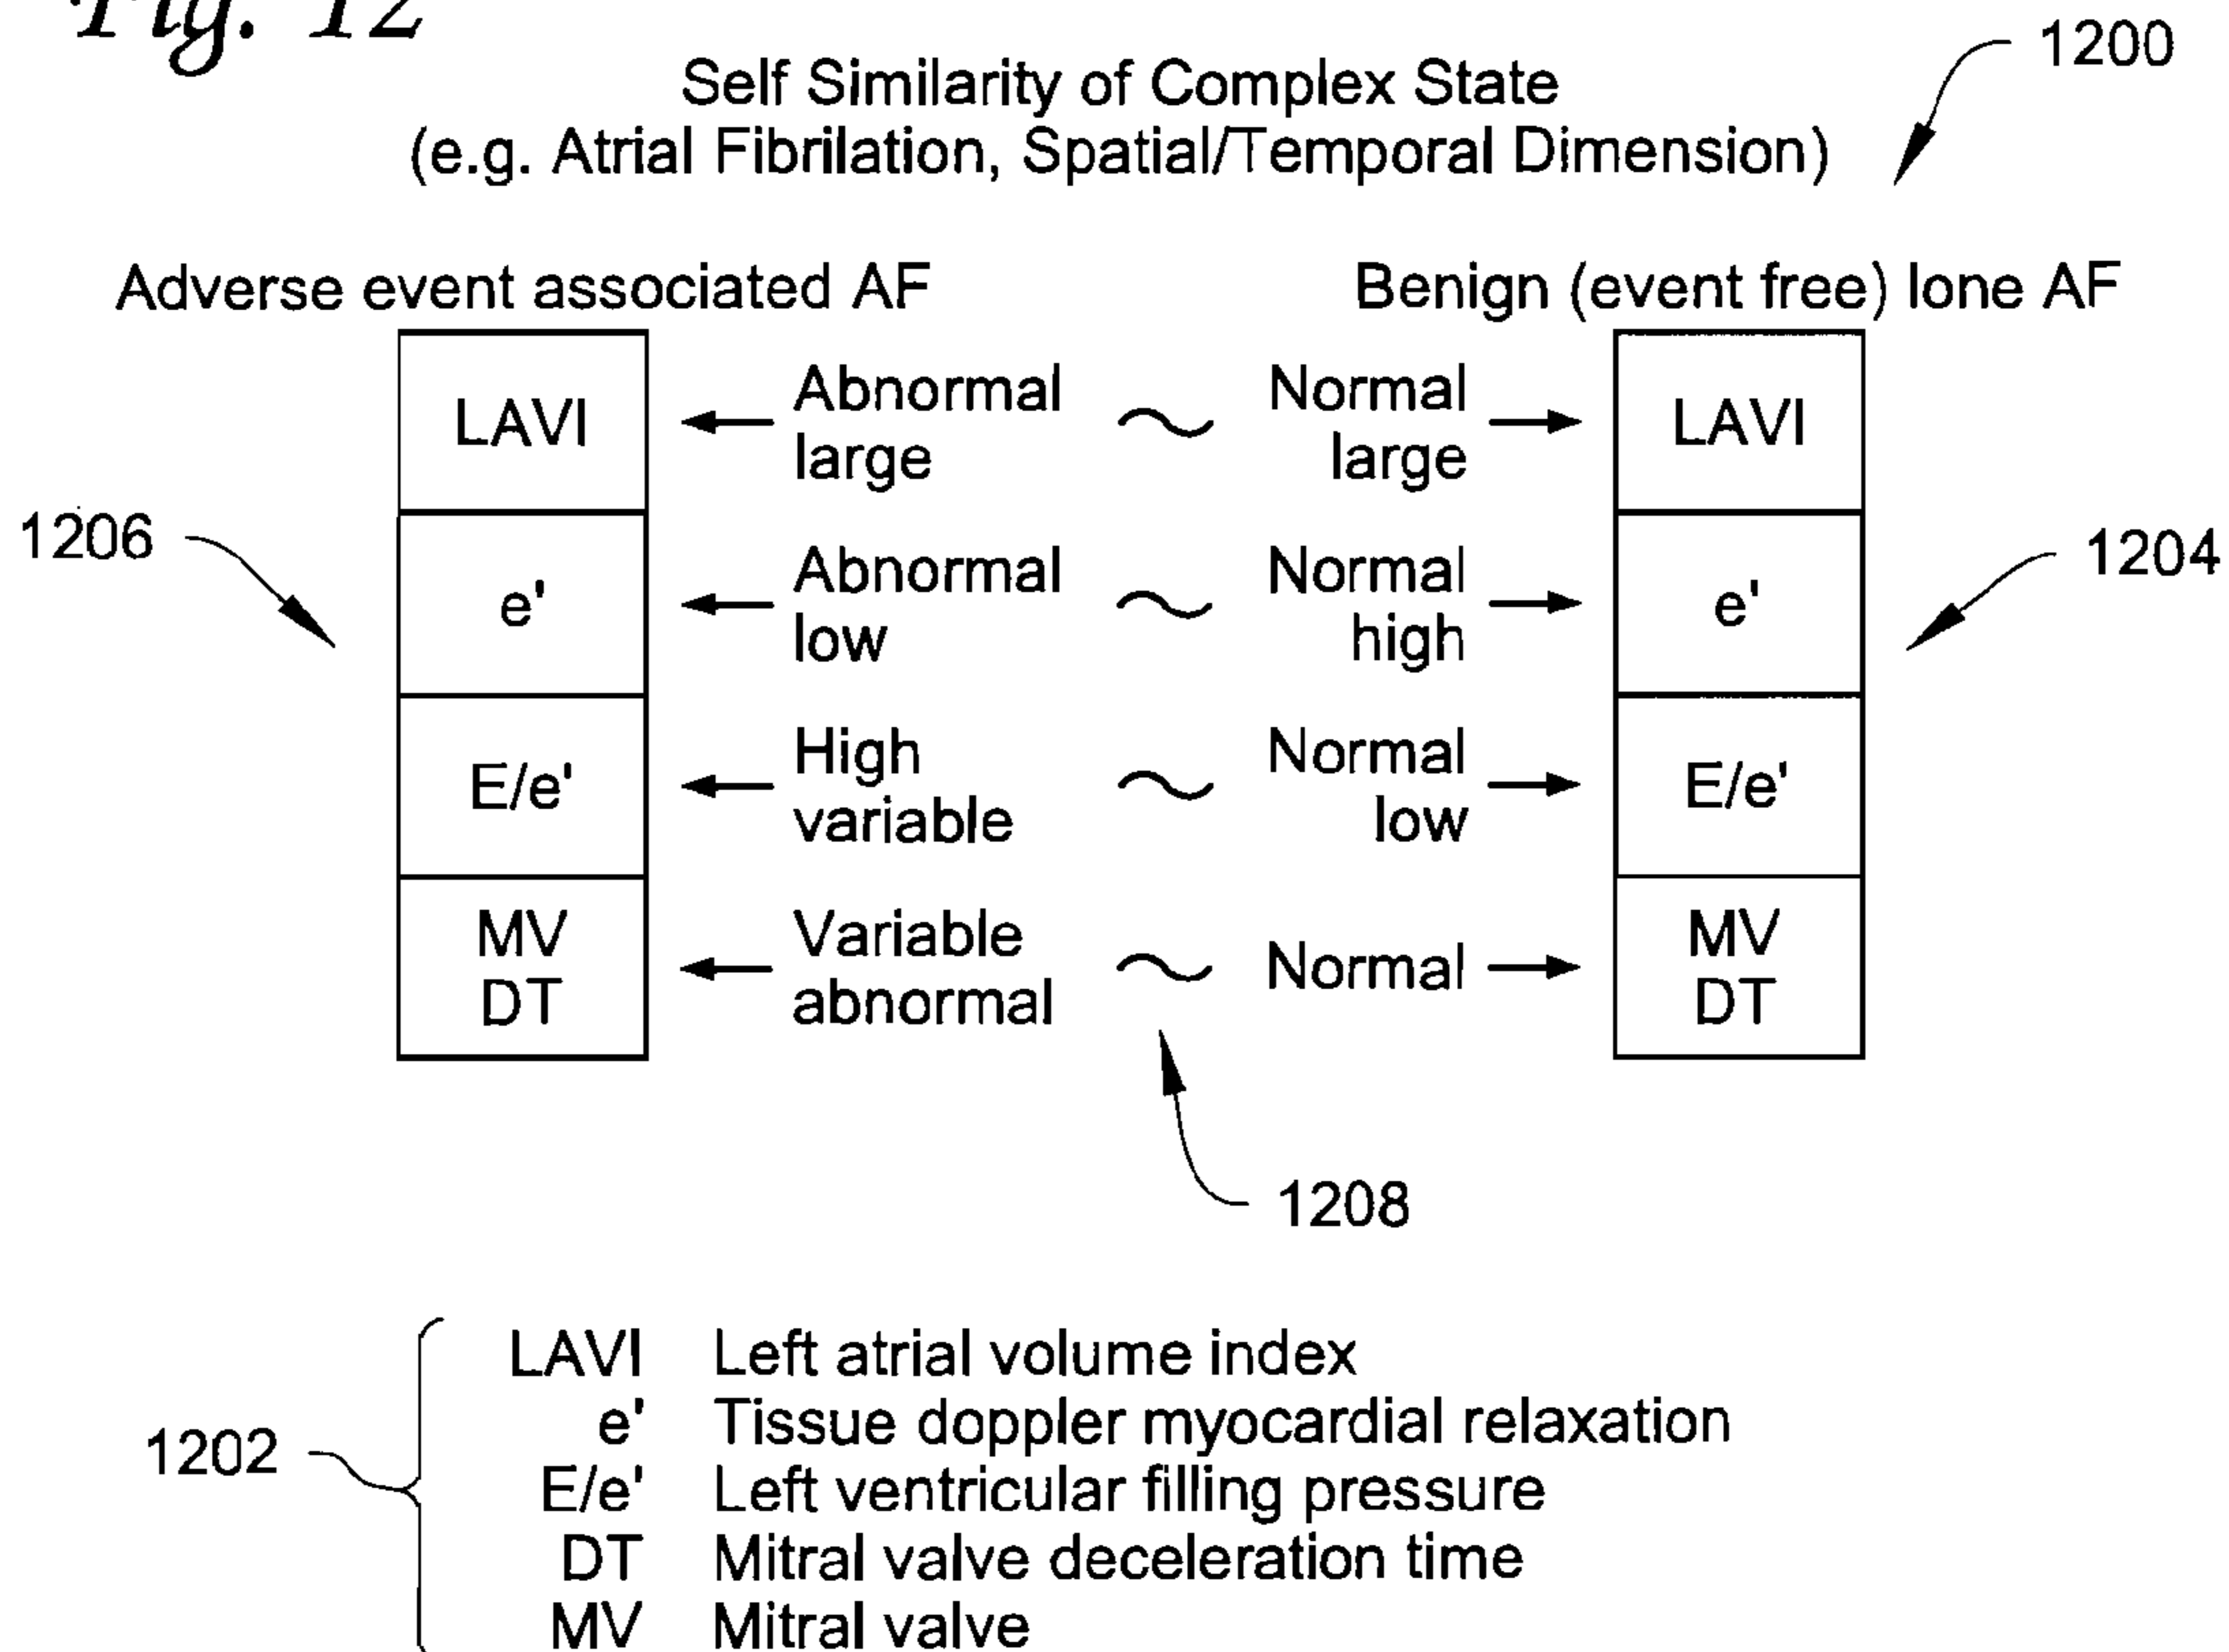 Fig. 12
1200
Self Similarity of Complex State
(e.g. Atrial Fibrilation, Spatial/Temporal Dimension)
Adverse event associated AF
Benign (event free) lone AF
LAVI
Abnormal
large
~
Normal
large
LAVI
1206
e'
Abnormal
low
~
Normal
high
e'
1204
E/e'
High
variable
~
Normal
low
E/e'
MV
DT
Variable
abnormal
~
Normal
MV
DT
1208
1202
LAVI Left atrial volume index
e' Tissue doppler myocardial relaxation
E/e' Left ventricular filling pressure
DT Mitral valve deceleration time
MV Mitral valve